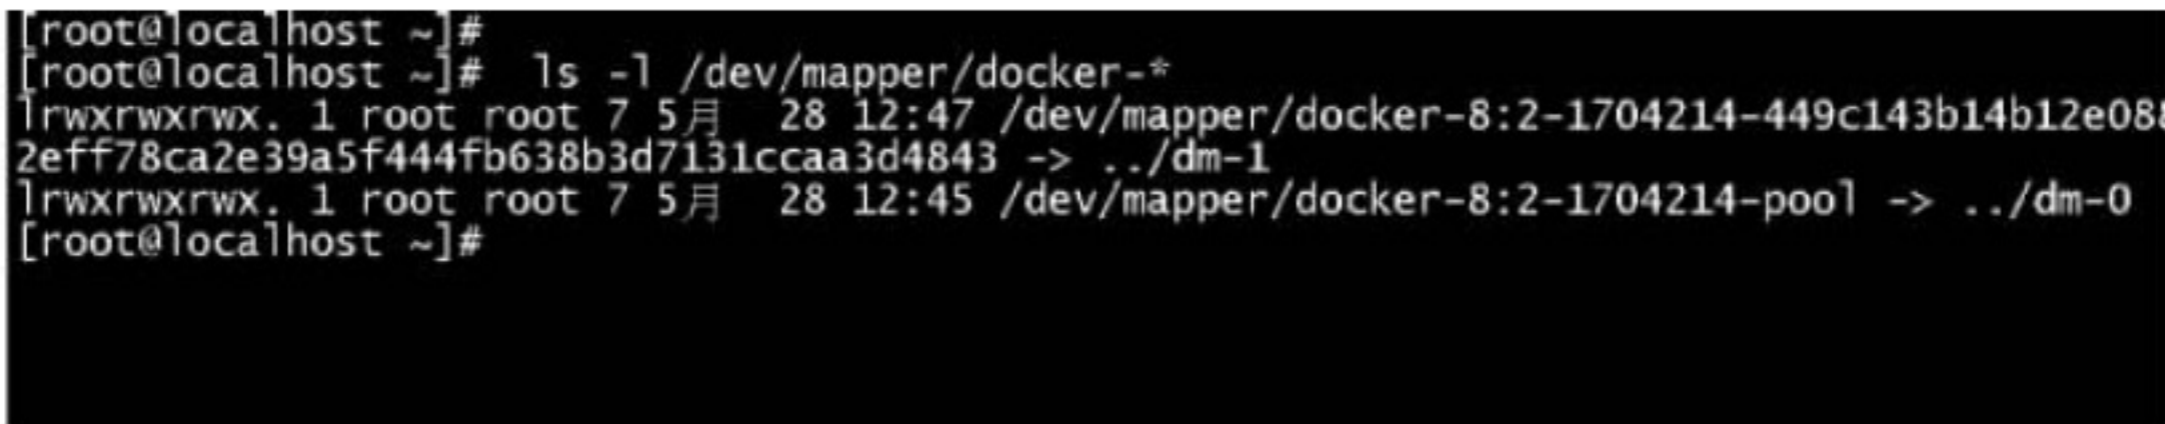 [root@localhost ~]#
[root@localhost ~]#  ls -l /dev/mapper/docker-*
lrwxrwxrwx. 1 root root 7 5月  28 12:47 /dev/mapper/docker-8:2-1704214-449c143b14b12e088
2eff78ca2e39a5f444fb638b3d7131ccaa3d4843 -> ../dm-1
lrwxrwxrwx. 1 root root 7 5月  28 12:45 /dev/mapper/docker-8:2-1704214-pool -> ../dm-0
[root@localhost ~]#